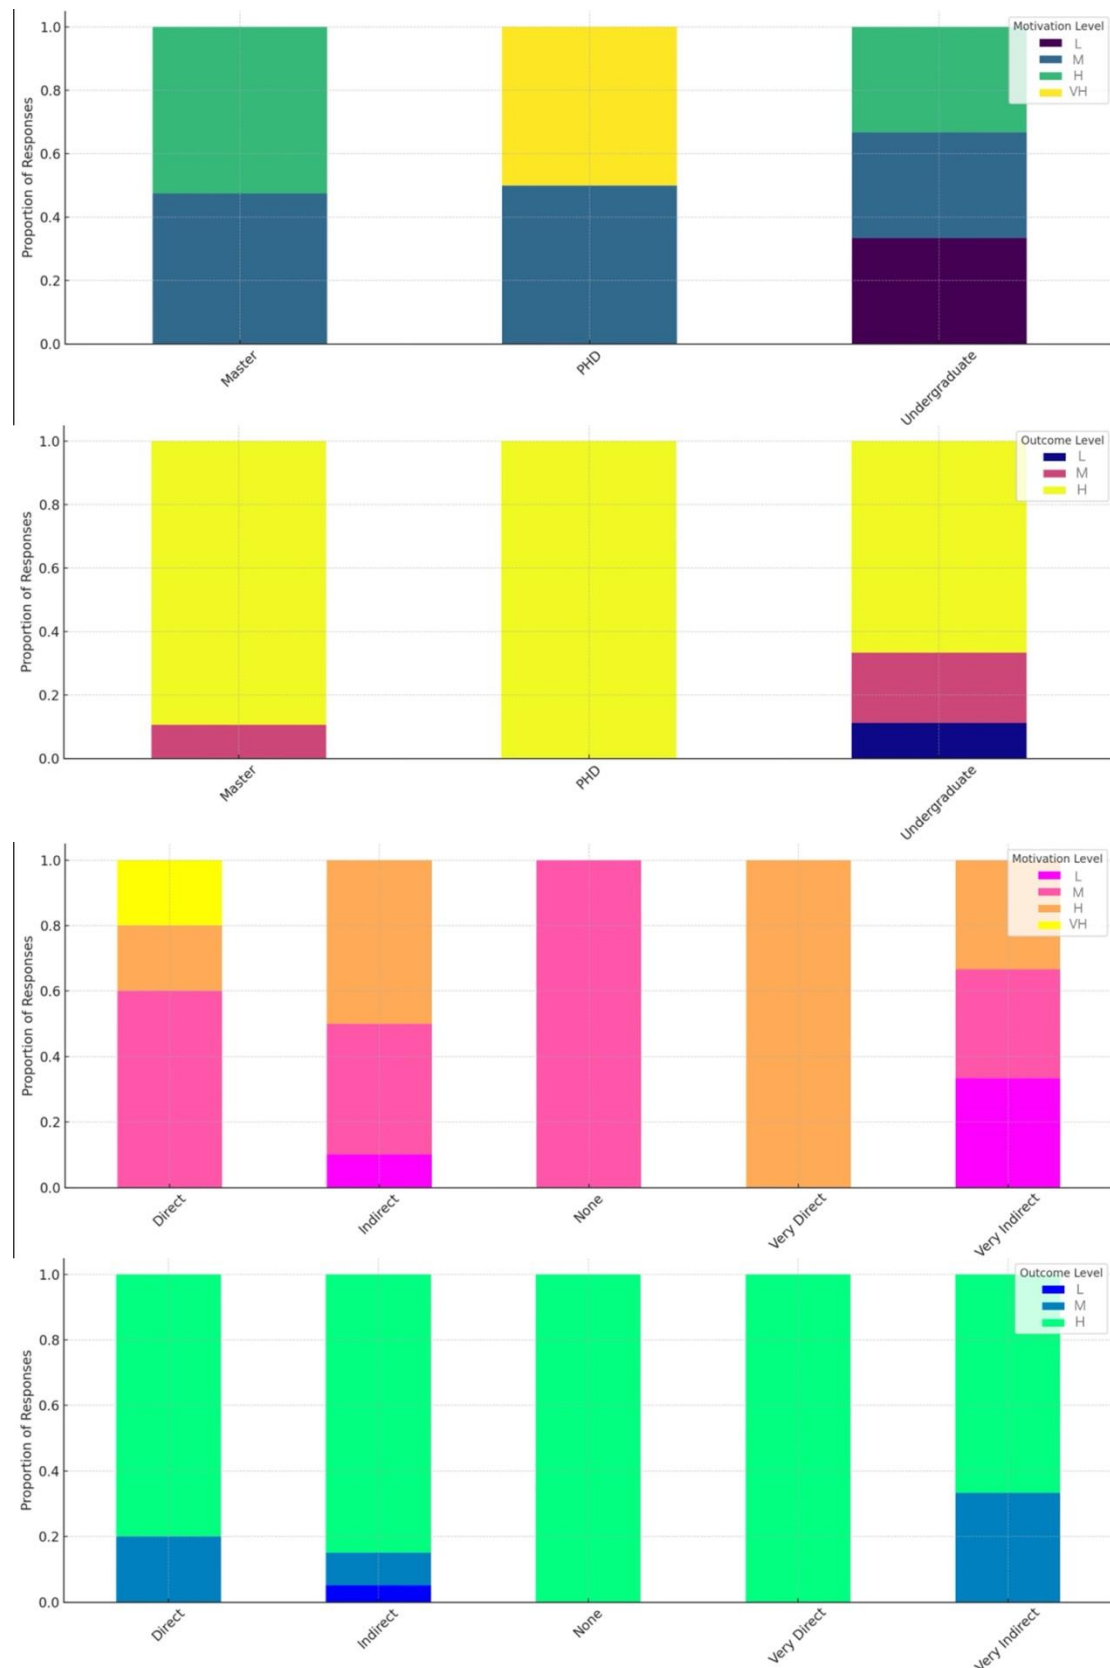 Motivation Level
L
M
H
VH
Proportion of Responses
1.0
0.8
0.6
0.4
0.2
0.0
Master
PHD
Undergraduate
Outcome Level
L
M
H
Proportion of Responses
1.0
0.8
0.6
0.4
0.2
0.0
Master
PHD
Undergraduate
Motivation Level
L
M
H
VH
Proportion of Responses
1.0
0.8
0.6
0.4
0.2
0.0
Direct
Indirect
None
Very Direct
Very Indirect
Outcome Level
L
M
H
Proportion of Responses
1.0
0.8
0.6
0.4
0.2
0.0
Direct
Indirect
None
Very Direct
Very Indirect